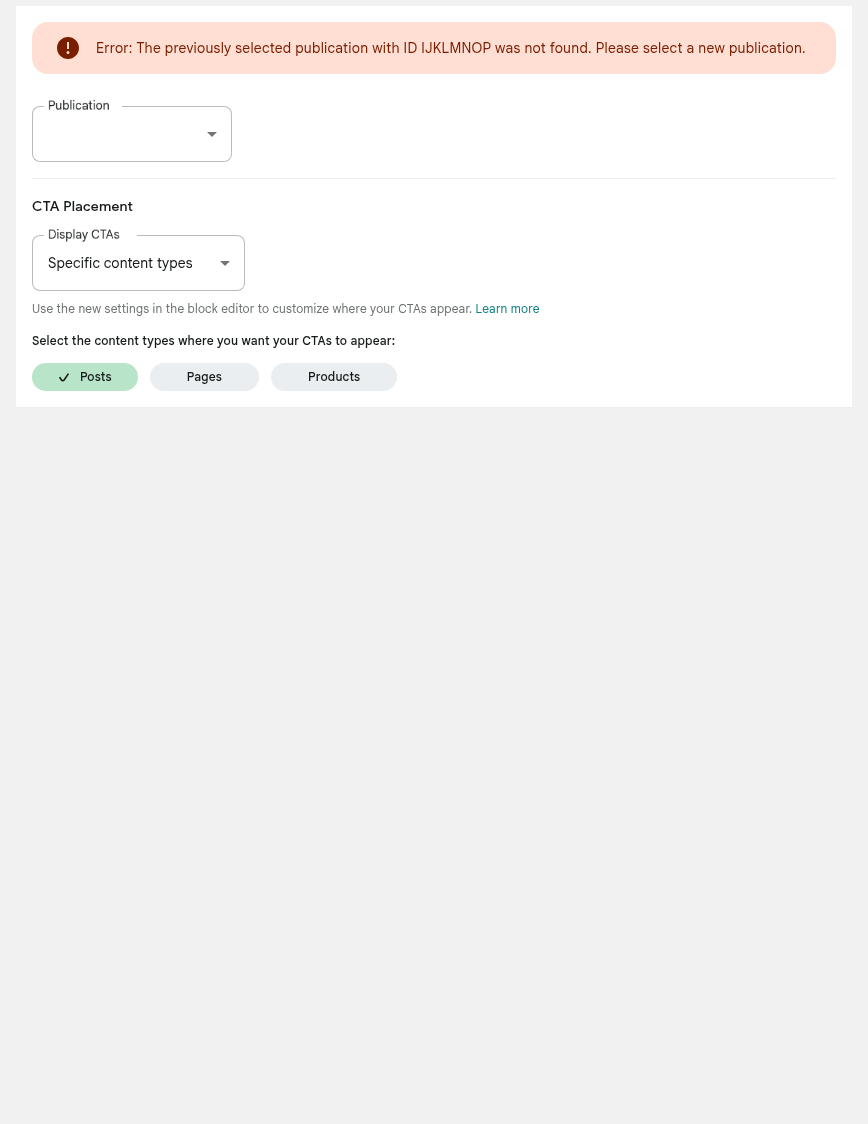 Error: The previously selected publication with ID IJKLMNOP was not found. Please select a new publication.
Publication
CTA Placement
Display CTAs
Specific content types
Use the new settings in the block editor to customize where your CTAs appear. Learn more
Select the content types where you want your CTAs to appear:
Posts Pages Products